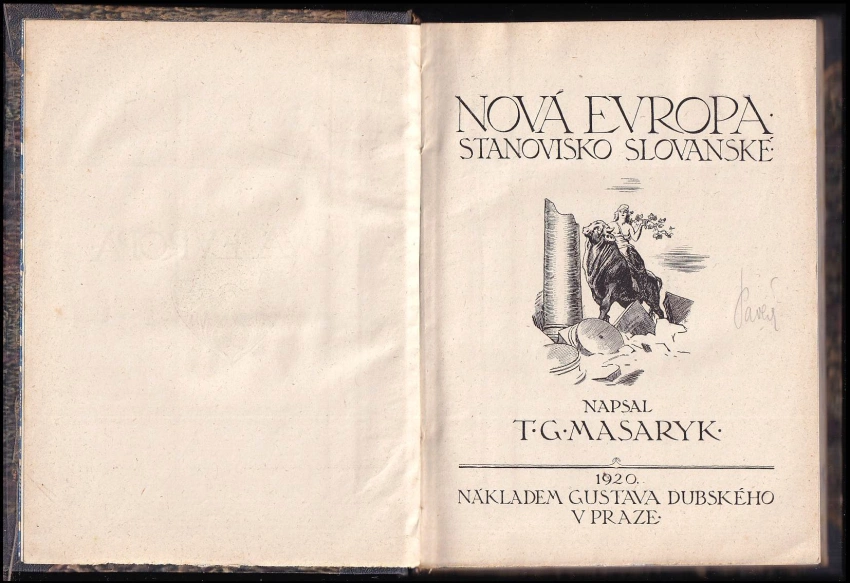 NOVÁ EVROPA·
STANOVISKO SLOVANSKÉ·
NAPSAL
T·G·MASARYK·
1920.
NÁKLADEM GUSTAVA DUBSKÉHO
V PRAZE·